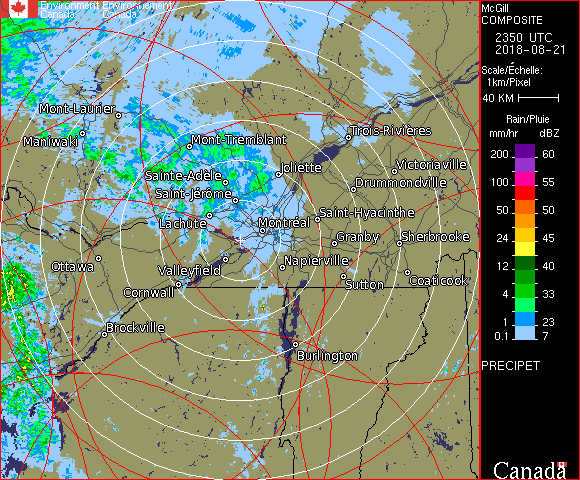 Environment Environnement
Canada Canada
Mont-Laurier
Maniwaki
Mont-Tremblant
Trois-Rivières
Sainte-Adèle
Joliette
Victoriaville
Saint-Jérôme
Drummondville
Lachute
Montréal
Saint-Hyacinthe
Granby
Sherbrooke
Ottawa
Valleyfield
Napierville
Cornwall
Sutton
Coaticook
Brockville
Burlington
McGill
COMPOSITE
2350 UTC
2018-08-21
Scale/Échelle:
1km/Pixel
40 KM
Rain/Pluie
mm/hr dBZ
200 60
100 55
50 50
24 45
12 40
4 33
1 23
0.1 7
PRECIPET
Canada